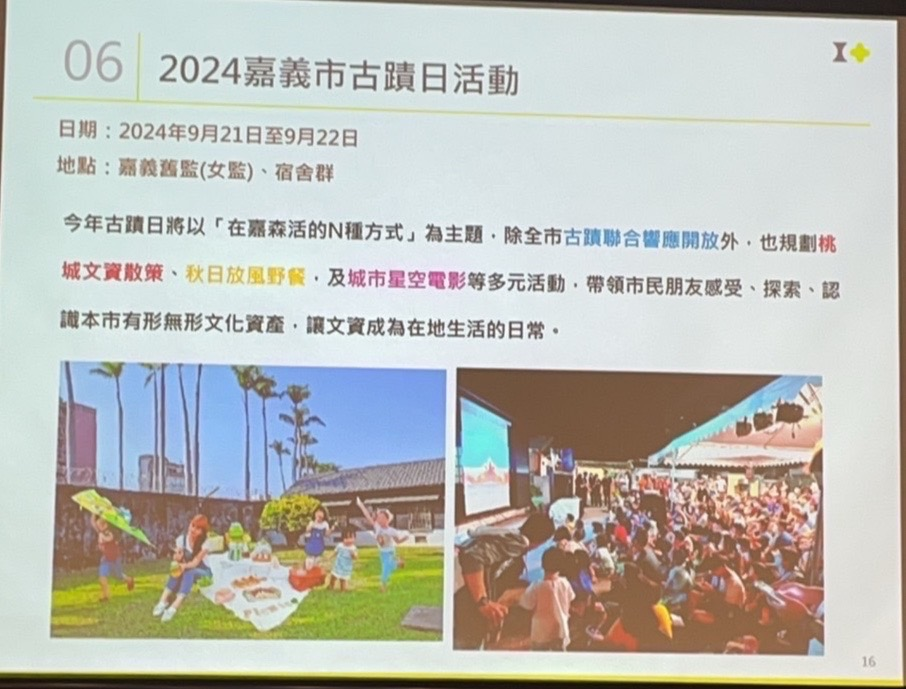 06
2024嘉義市古蹟日活動
日期：2024年9月21日至9月22日
地點：嘉義舊監(女監)、宿舍群
今年古蹟日將以「在嘉森活的N種方式」為主題，除全市古蹟聯合響應開放外，也規劃桃
城文資散策、秋日放風野餐，及城市星空電影等多元活動，帶領市民朋友感受、探索、認
識本市有形無形文化資產，讓文資成為在地生活的日常。
16